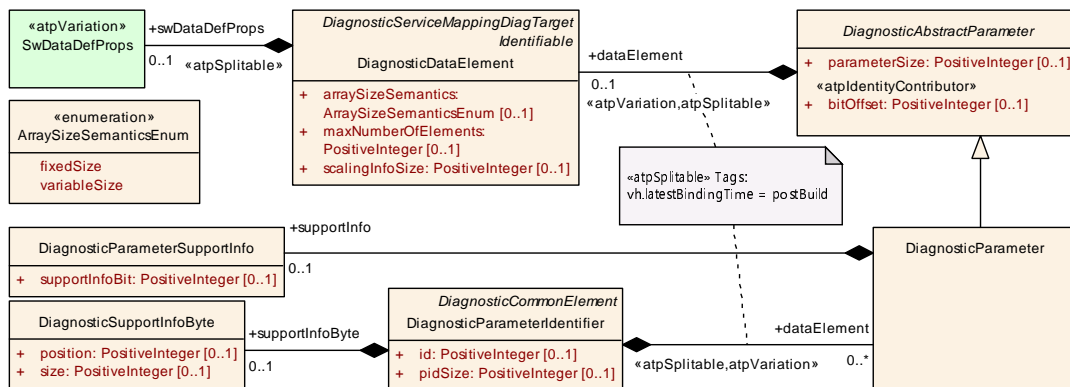 «atpVariation»
SwDataDefProps
+swDataDefProps
0..1
«atpSplitable»
DiagnosticServiceMappingDiagTarget
Identifiable
DiagnosticDataElement
+ arraySizeSemantics:
ArraySizeSemanticsEnum [0..1]
+ maxNumberOfElements:
PositiveInteger [0..1]
+ scalingInfoSize: PositiveInteger [0..1]
+dataElement
0..1
«atpVariation,atpSplitable»
DiagnosticAbstractParameter
+ parameterSize: PositiveInteger [0..1]
«atpIdentityContributor»
+ bitOffset: PositiveInteger [0..1]
«enumeration»
ArraySizeSemanticsEnum
fixedSize
variableSize
«atpSplitable» Tags:
vh.latestBindingTime = postBuild
DiagnosticParameterSupportInfo
+ supportInfoBit: PositiveInteger [0..1]
+supportInfo
0..1
DiagnosticParameter
DiagnosticSupportInfoByte
+ position: PositiveInteger [0..1]
+ size: PositiveInteger [0..1]
+supportInfoByte
0..1
DiagnosticCommonElement
DiagnosticParameterIdentifier
+ id: PositiveInteger [0..1]
+ pidSize: PositiveInteger [0..1]
+dataElement
«atpSplitable,atpVariation»
0..*